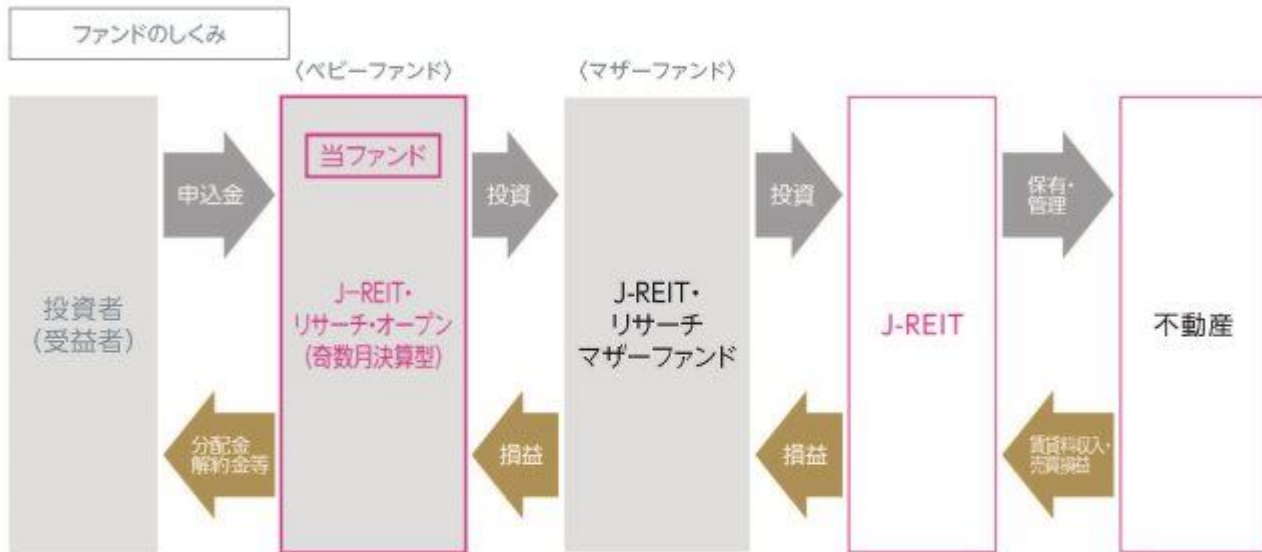 ファンドのしくみ
〈ベビーファンド〉
〈マザーファンド〉
投資者
(受益者)
申込金
分配金
解約金等
当ファンド
J−REIT・
リサーチ・オープン
(奇数月決算型)
投資
損益
J-REIT・
リサーチ
マザーファンド
投資
損益
J-REIT
保有・
管理
賃貸料収入・
売買損益
不動産